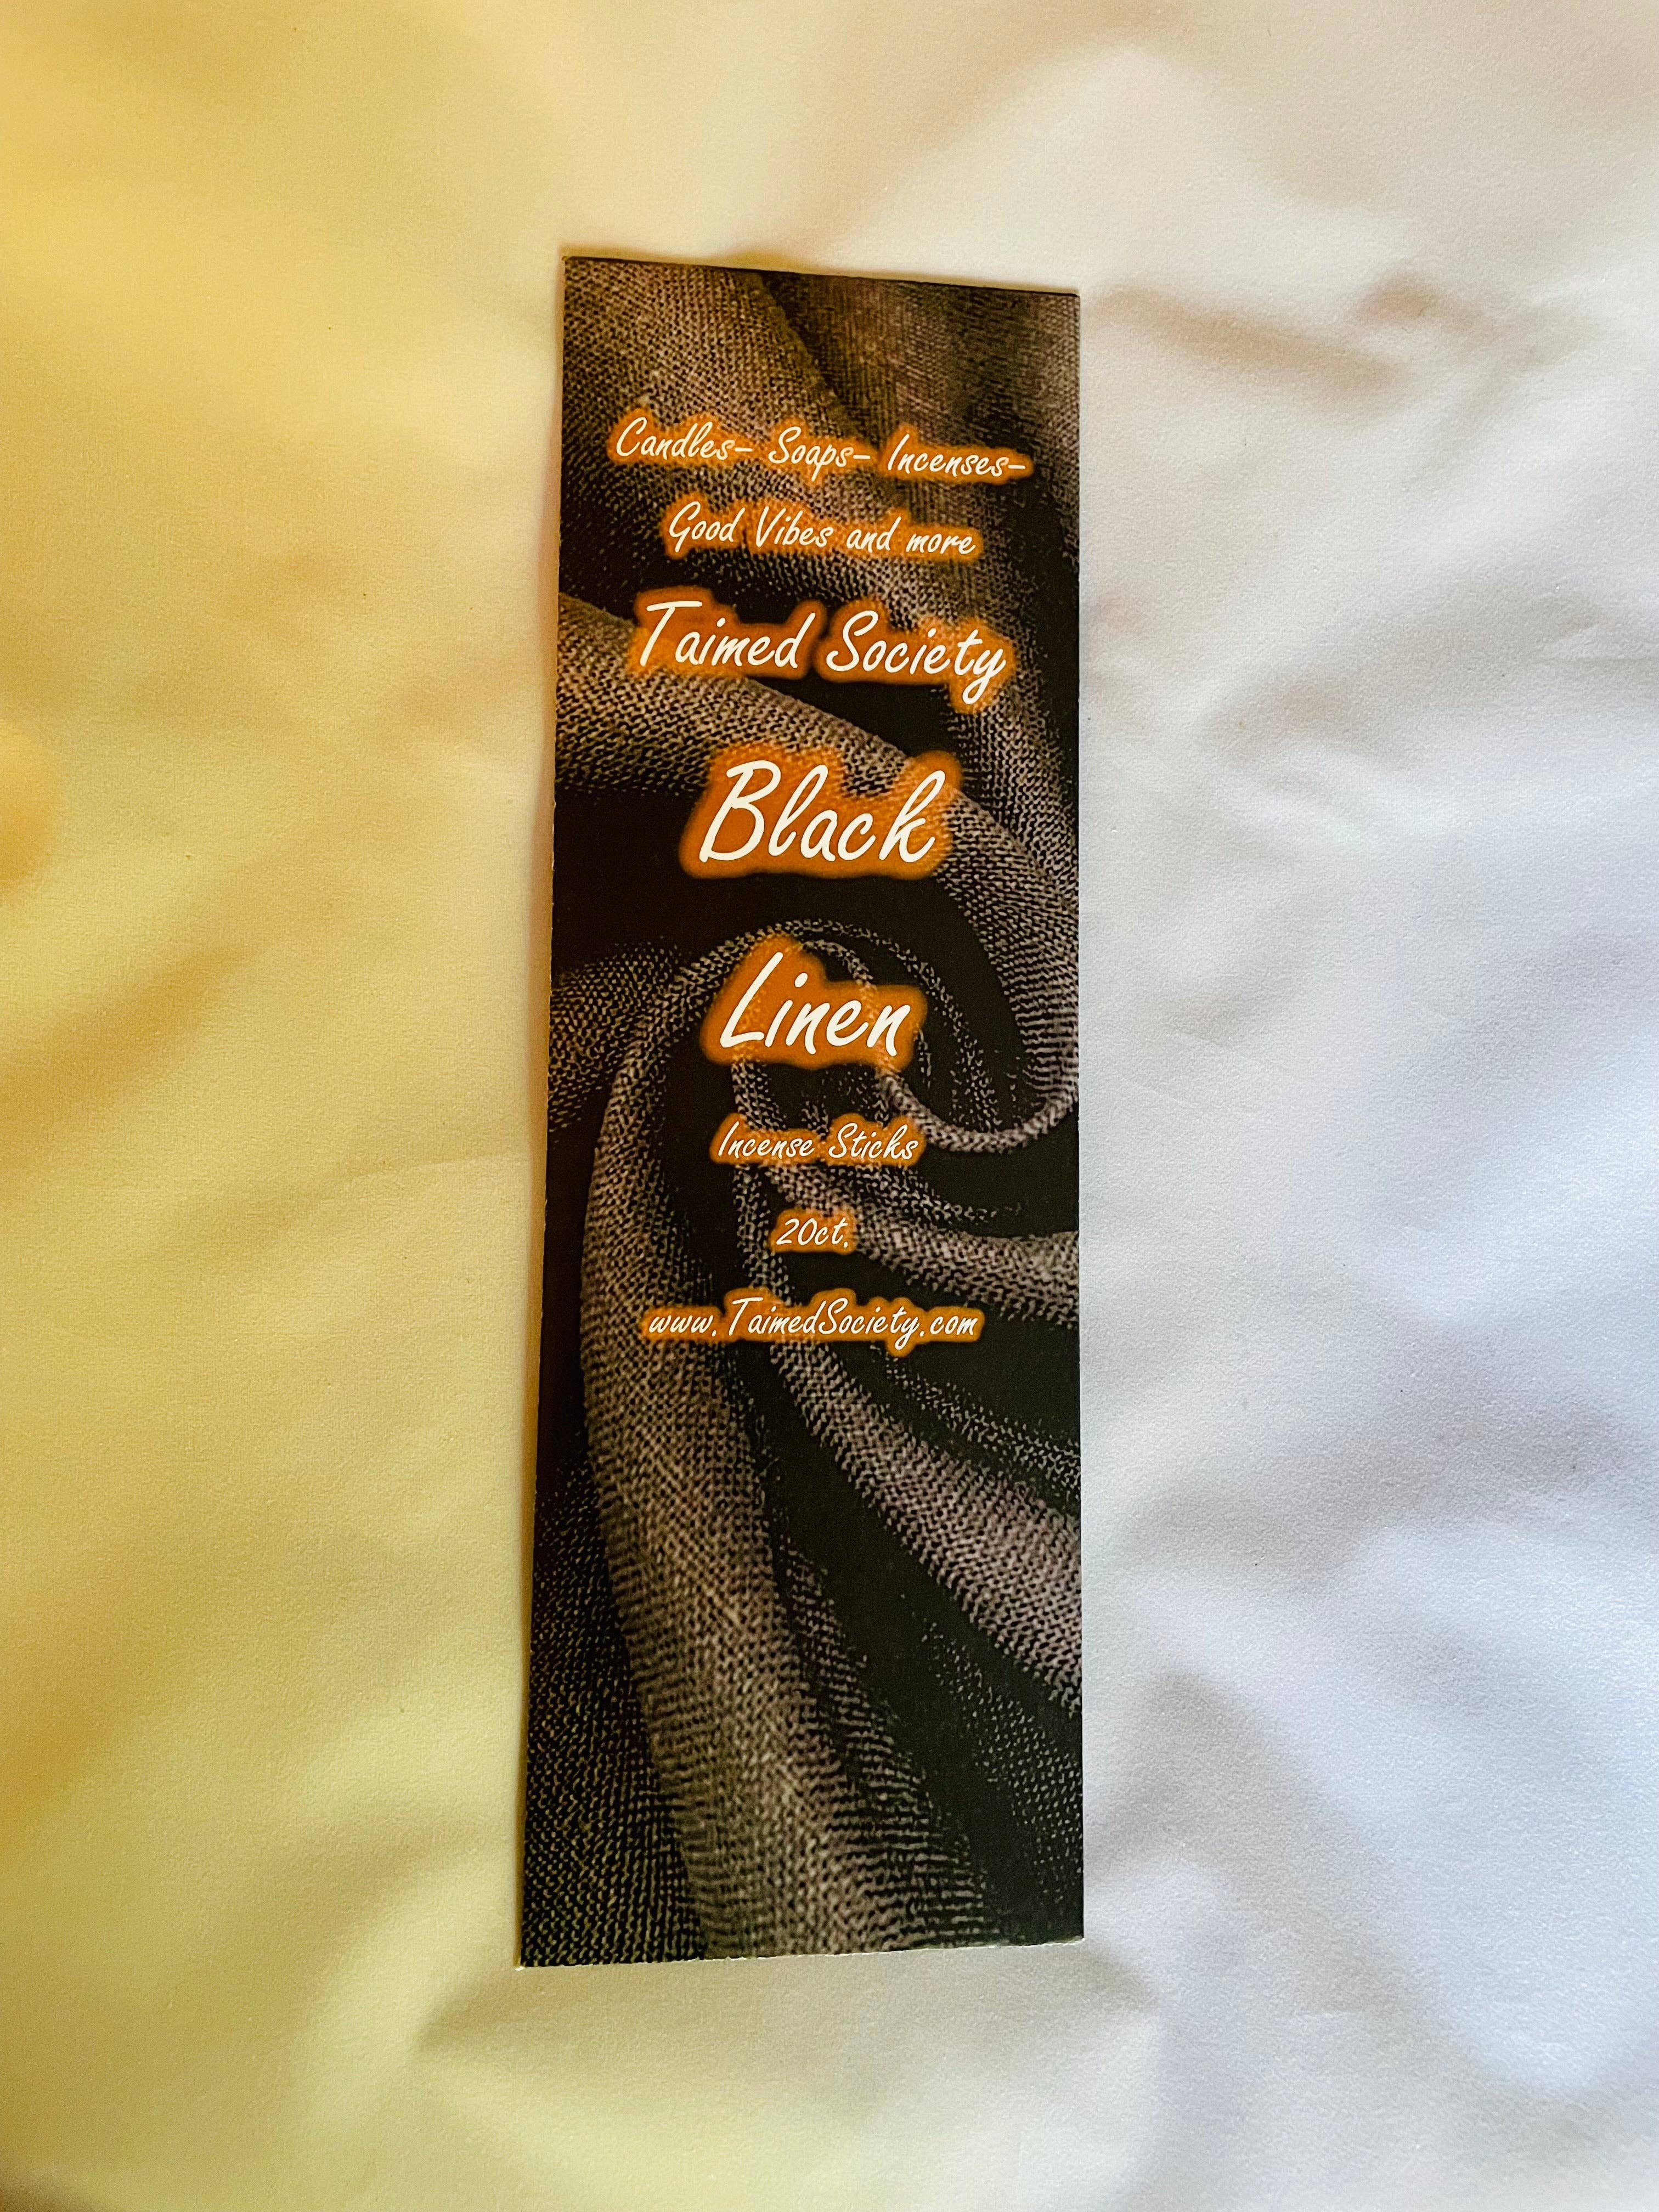 Candles- Soaps- Incenses-
Good Vibes and more
Taimed Society
Black
Linen
Incense Sticks
20ct.
www.TaimedSociety.com